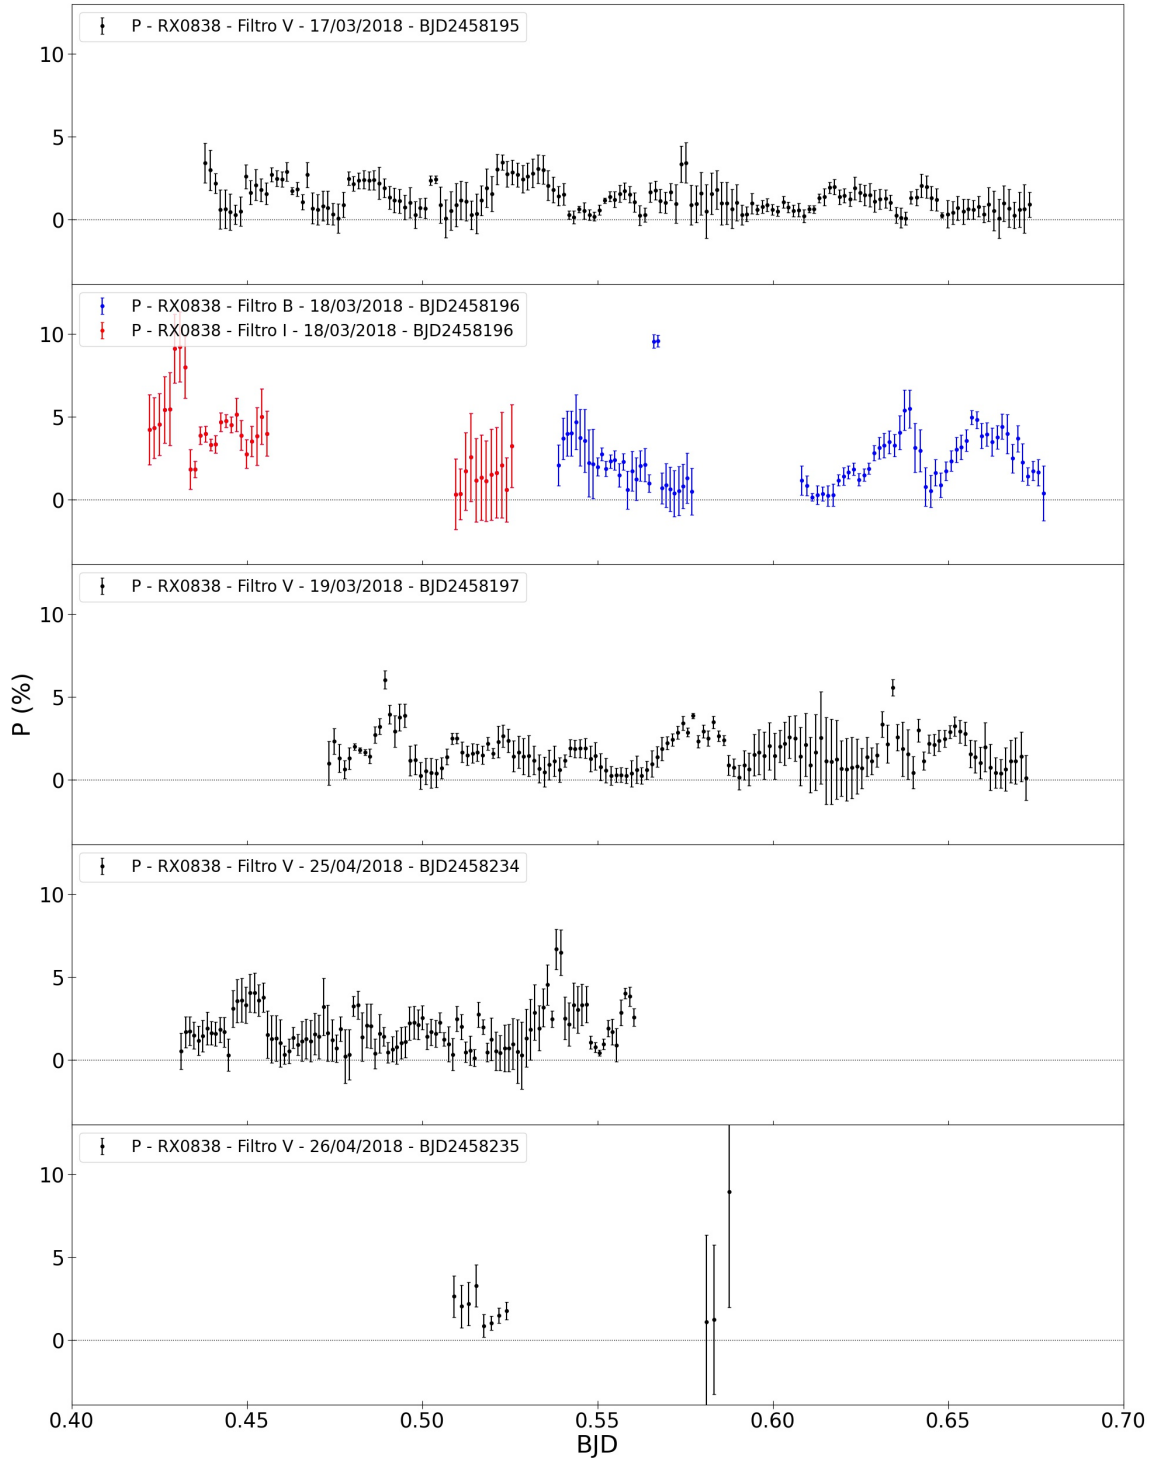 P - RX0838 - Filtro V - 17/03/2018 - BJD2458195
10
5
0
P - RX0838 - Filtro B - 18/03/2018 - BJD2458196
P - RX0838 - Filtro I - 18/03/2018 - BJD2458196
10
5
0
P - RX0838 - Filtro V - 19/03/2018 - BJD2458197
10
5
0
P (%)
P - RX0838 - Filtro V - 25/04/2018 - BJD2458234
10
5
0
P - RX0838 - Filtro V - 26/04/2018 - BJD2458235
10
5
0
0.40 0.45 0.50 0.55 0.60 0.65 0.70
BJD